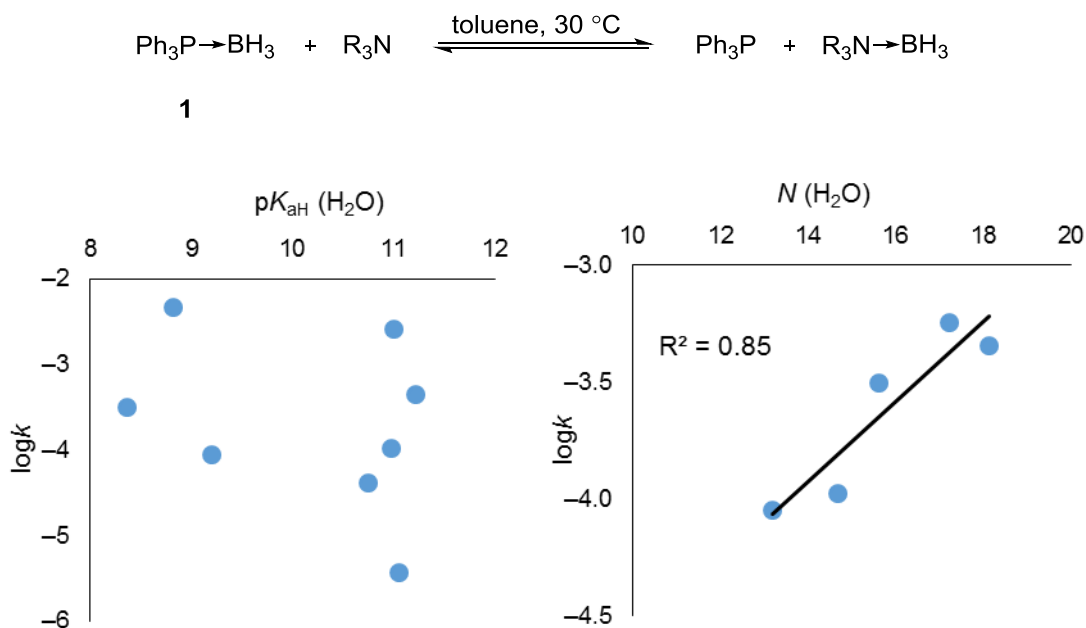 toluene, 30 °C
Ph₃P→BH₃ + R₃N Ph₃P + R₃N→BH₃
1
pKaH (H₂O)
8 9 10 11 12
–2
–3
–4
–5
–6
logk
N (H₂O)
10 12 14 16 18 20
–3.0
R² = 0.85
–3.5
–4.0
–4.5
logk